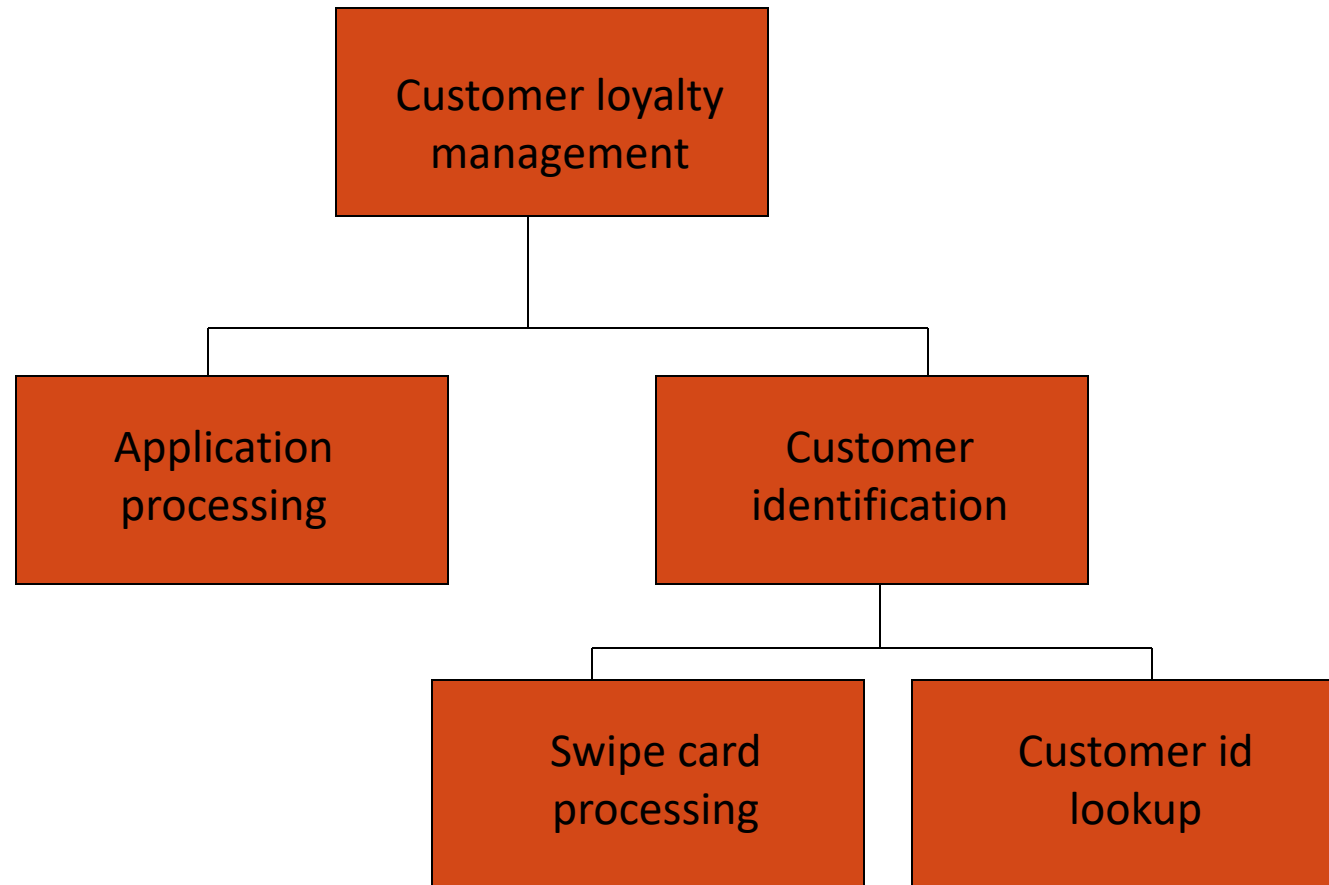 Customer loyalty
management
Application
processing
Customer
identification
Swipe card
processing
Customer id
lookup